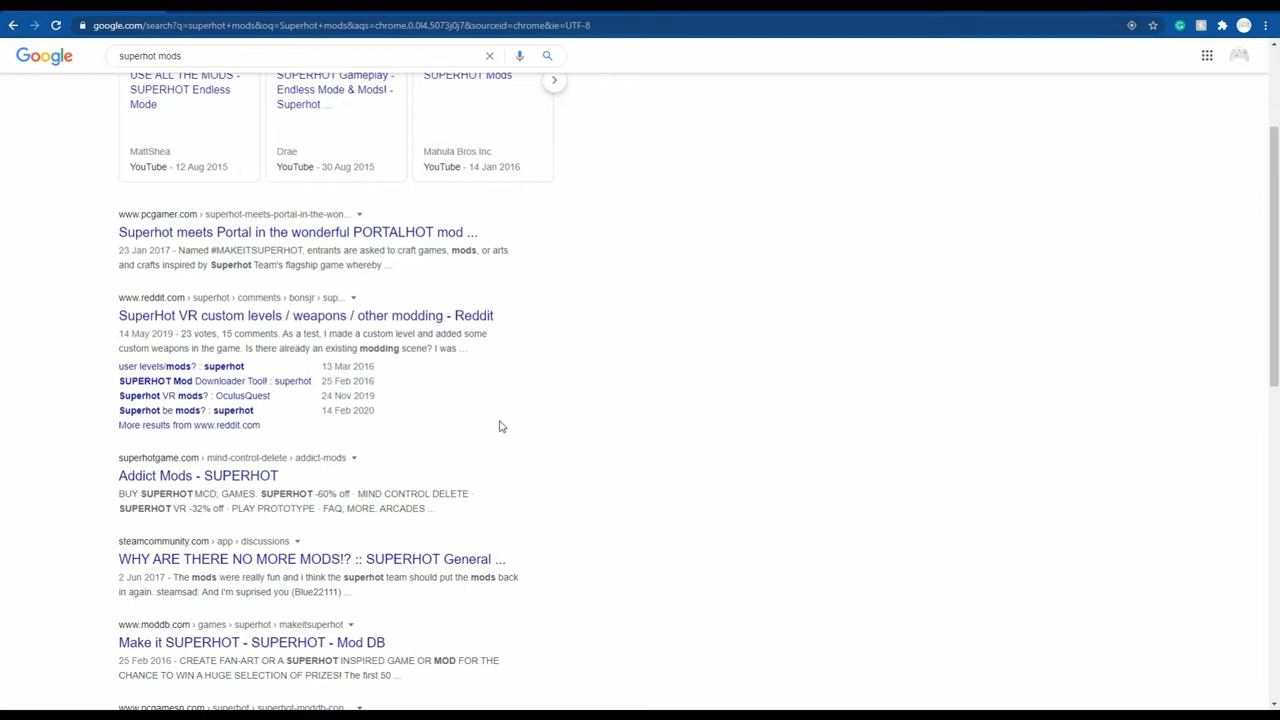 google.com/search?q=superhot+mods&oq=Superhot+mods&aqs=chrome.0.0l4.5073j0j7&sourceid=chrome&ie=UTF-8
Google
superhot mods
USE ALL THE MODS -
SUPERHOT Endless
Mode
MattShea
YouTube - 12 Aug 2015
SUPERHOT Gameplay -
Endless Mode & Mods! -
Superhot ...
Drae
YouTube - 30 Aug 2015
SUPERHOT Mods
Mahula Bros Inc
YouTube - 14 Jan 2016
www.pcgamer.com › superhot-meets-portal-in-the-won...
Superhot meets Portal in the wonderful PORTALHOT mod ...
23 Jan 2017 - Named #MAKEITSUPERHOT, entrants are asked to craft games, mods, or arts
and crafts inspired by Superhot Team's flagship game whereby ...
www.reddit.com › superhot › comments › bonsjr › sup...
SuperHot VR custom levels / weapons / other modding - Reddit
14 May 2019 - 23 votes, 15 comments. As a test, I made a custom level and added some
custom weapons in the game. Is there already an existing modding scene? I was ...
user levels/mods? : superhot 13 Mar 2016
SUPERHOT Mod Downloader Tool! : superhot 25 Feb 2016
Superhot VR mods? : OculusQuest 24 Nov 2019
Superhot be mods? : superhot 14 Feb 2020
More results from www.reddit.com
superhotgame.com › mind-control-delete › addict-mods
Addict Mods - SUPERHOT
BUY SUPERHOT MCD; GAMES. SUPERHOT -60% off · MIND CONTROL DELETE ·
SUPERHOT VR -32% off · PLAY PROTOTYPE · FAQ; MORE. ARCADES ...
steamcommunity.com › app › discussions
WHY ARE THERE NO MORE MODS!? :: SUPERHOT General ...
2 Jun 2017 - The mods were really fun and i think the superhot team should put the mods back
in again. :steamsad: And I'm suprised you (Blue22111) ...
www.moddb.com › games › superhot › makeitsuperhot
Make it SUPERHOT - SUPERHOT - Mod DB
25 Feb 2016 - CREATE FAN-ART OR A SUPERHOT INSPIRED GAME OR MOD FOR THE
CHANCE TO WIN A HUGE SELECTION OF PRIZES! The first 50 ...
www.pcgamesn.com › superhot › superhot-moddb-con...